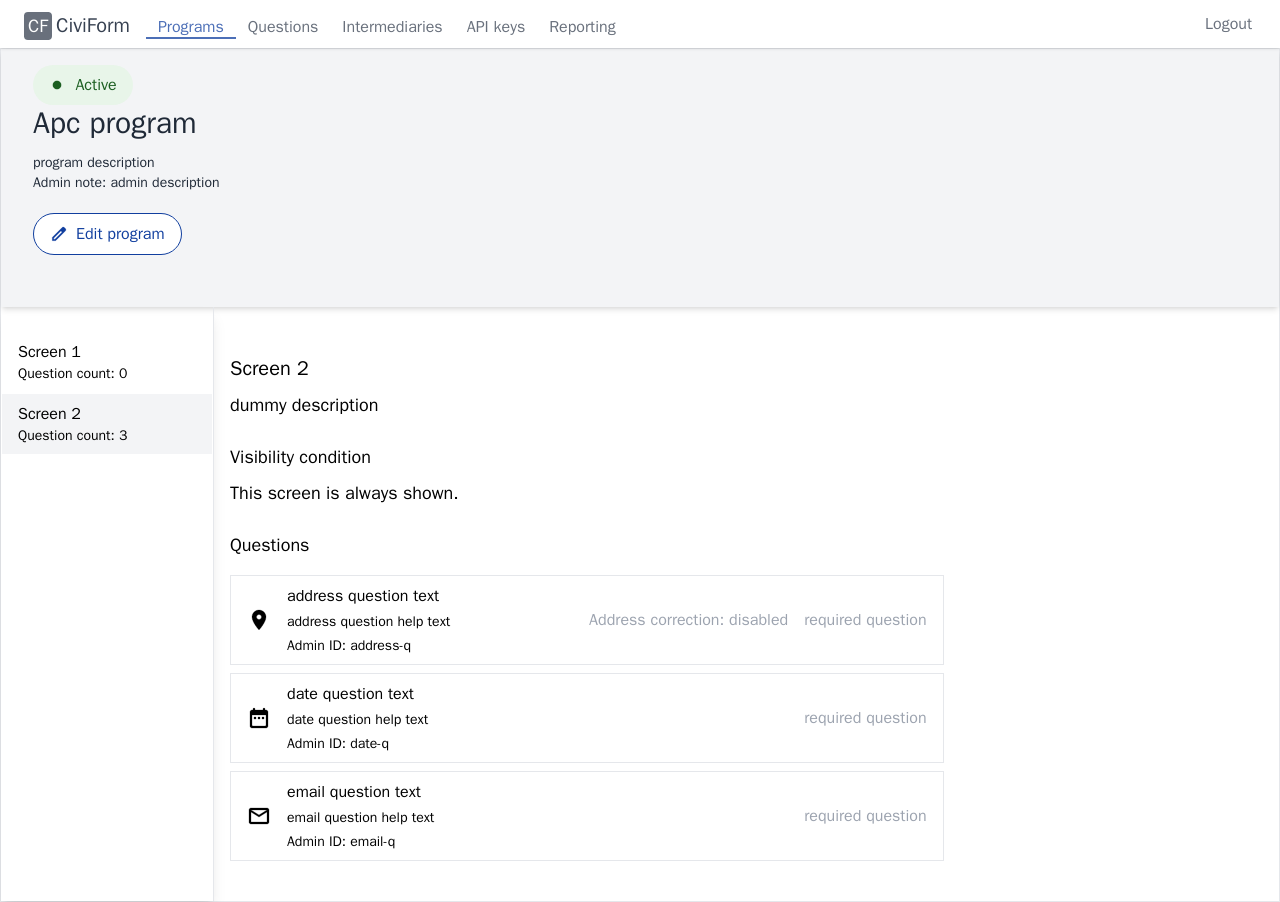 CF CiviForm Programs Questions Intermediaries API keys Reporting Logout
Active
Apc program
program description
Admin note: admin description
Edit program
Screen 1
Question count: 0
Screen 2
Question count: 3
Screen 2
dummy description
Visibility condition
This screen is always shown.
Questions
address question text
address question help text
Admin ID: address-q
Address correction: disabled required question
date question text
date question help text
Admin ID: date-q
required question
email question text
email question help text
Admin ID: email-q
required question